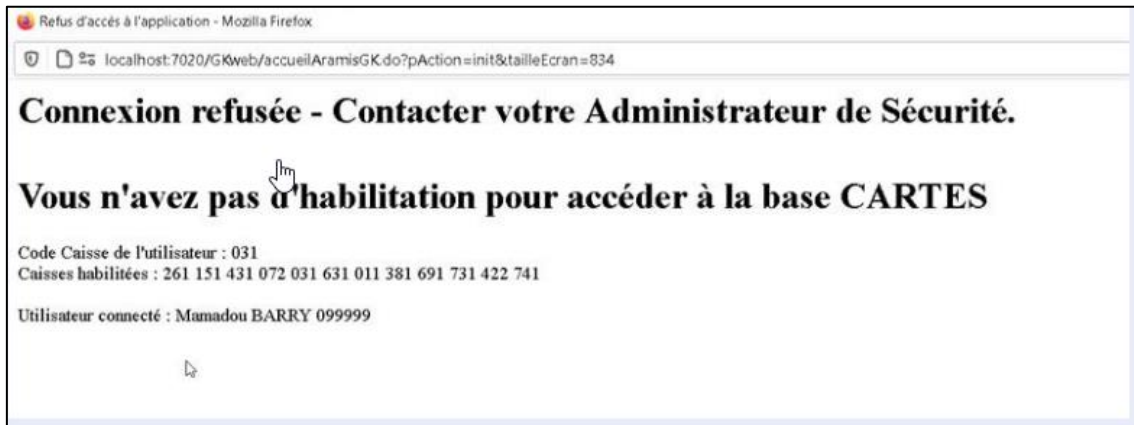 Refus d'accès à l'application - Mozilla Firefox
localhost:7020/GKweb/accueilAramisGK.do?pAction=init&tailleEcran=834
Connexion refusée - Contacter votre Administrateur de Sécurité.
Vous n'avez pas d'habilitation pour accéder à la base CARTES
Code Caisse de l'utilisateur : 031
Caisses habilitées : 261 151 431 072 031 631 011 381 691 731 422 741
Utilisateur connecté : Mamadou BARRY 099999